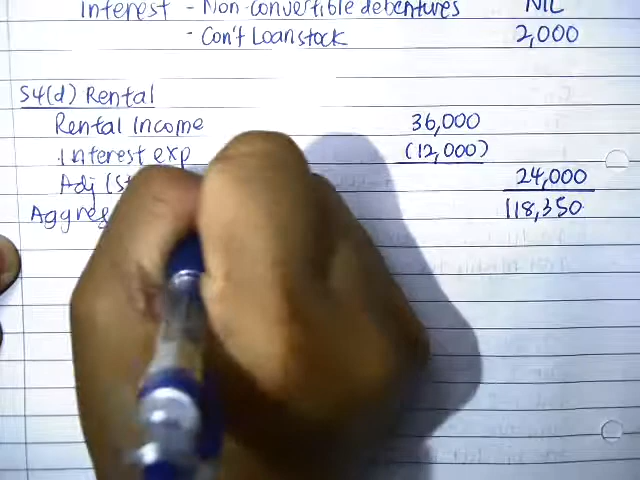 Interest - Non-convertible debentures NIL
- Con't Loanstock 2,000
S4(d) Rental
Rental Income 36,000
Interest exp (12,000)
Adj 24,000
118,350